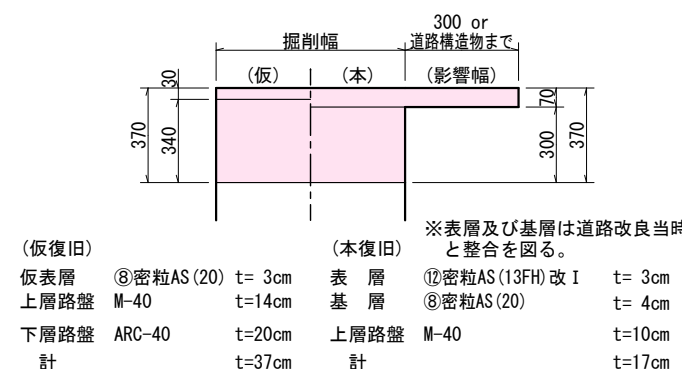 300 or
掘削幅 道路構造物まで
(仮) (本) (影響幅)
30
370
340
70
300
370
※表層及び基層は道路改良当時
と整合を図る。
(仮復旧) (本復旧)
仮表層 ⑧密粒AS(20) t= 3cm 表 層 ⑫密粒AS(13FH)改Ⅰ t= 3cm
上層路盤 M-40 t=14cm 基 層 ⑧密粒AS(20) t= 4cm
下層路盤 ARC-40 t=20cm 上層路盤 M-40 t=10cm
計 t=37cm 計 t=17cm